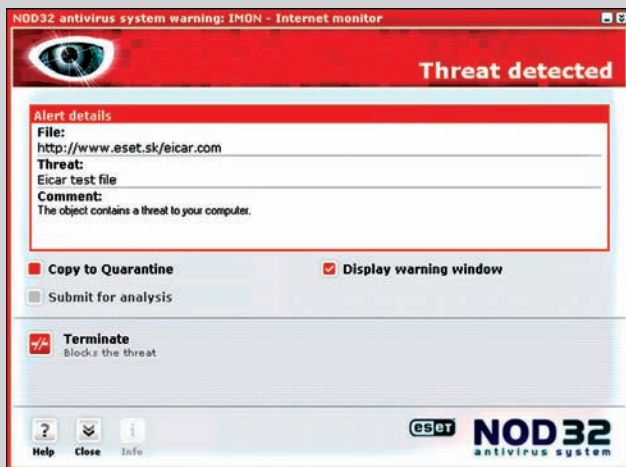 NOD32 antivirus system warning: IMON - Internet monitor
Threat detected
Alert details
File:
http://www.eset.sk/eicar.com
Threat:
Eicar test file
Comment:
The object contains a threat to your computer.
Copy to Quarantine
Display warning window
Submit for analysis
Terminate
Blocks the threat
?
i
Help
Close
Info
eseT
NOD32
antivirus system